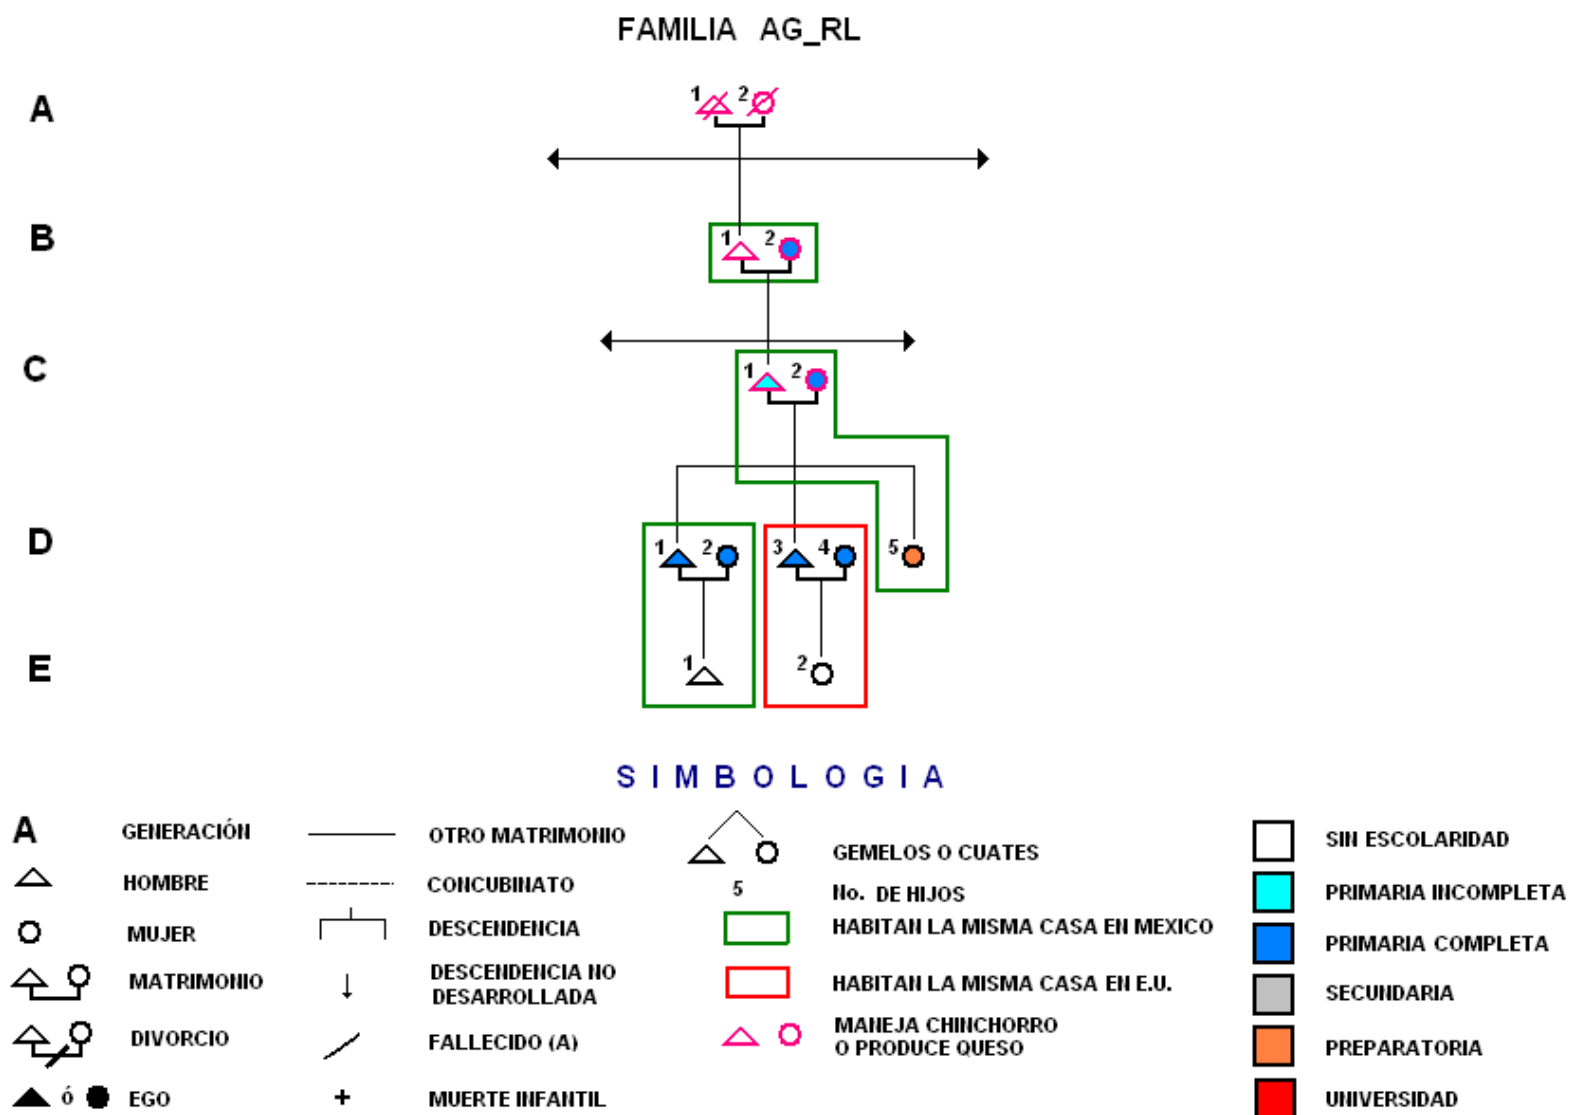 FAMILIA AG_RL
A
1 2
B
1 2
C
1 2
D
1 2 3 4 5
E
1 2
SIMBOLOGIA
A GENERACIÓN
HOMBRE
MUJER
MATRIMONIO
DIVORCIO
ó EGO
OTRO MATRIMONIO
CONCUBINATO
DESCENDENCIA
DESCENDENCIA NO
DESARROLLADA
FALLECIDO (A)
+ MUERTE INFANTIL
GEMELOS O CUATES
5 No. DE HIJOS
HABITAN LA MISMA CASA EN MEXICO
HABITAN LA MISMA CASA EN E.U.
MANEJA CHINCHORRO
O PRODUCE QUESO
SIN ESCOLARIDAD
PRIMARIA INCOMPLETA
PRIMARIA COMPLETA
SECUNDARIA
PREPARATORIA
UNIVERSIDAD